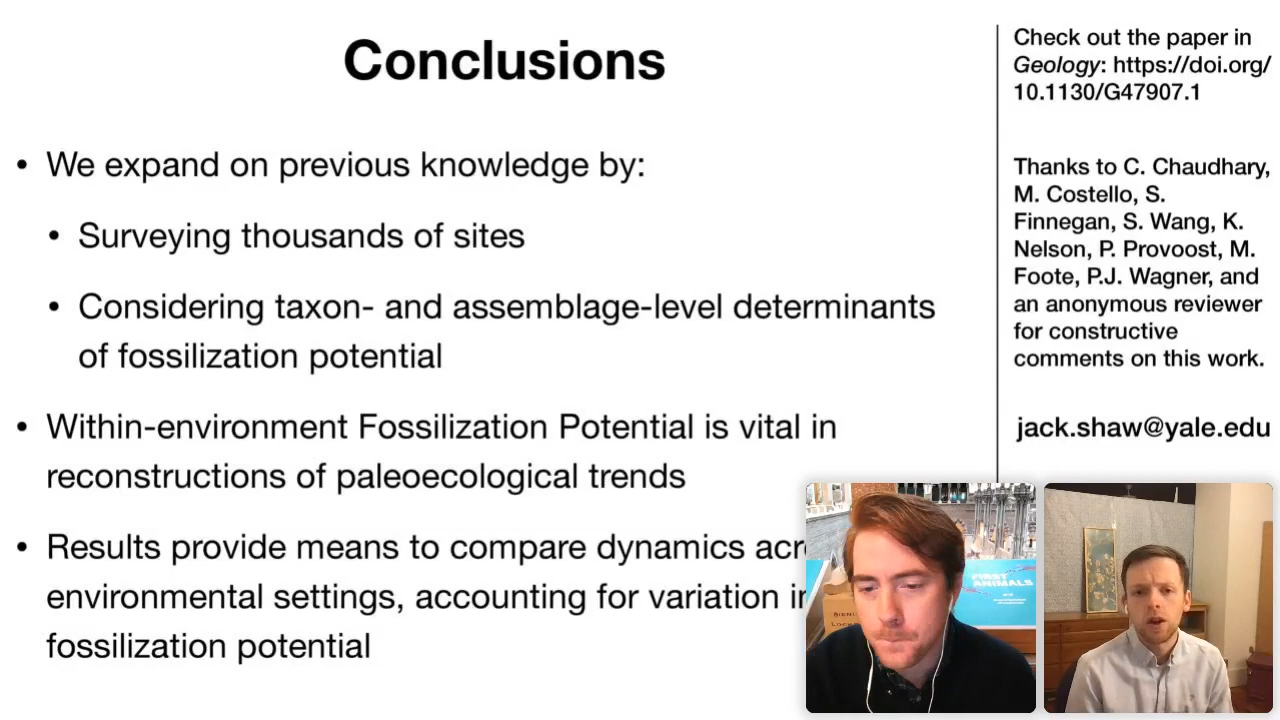 Conclusions
• We expand on previous knowledge by:
• Surveying thousands of sites
• Considering taxon- and assemblage-level determinants
of fossilization potential
• Within-environment Fossilization Potential is vital in
reconstructions of paleoecological trends
• Results provide means to compare dynamics
environmental settings, accounting for variation
fossilization potential
Check out the paper in
Geology: https://doi.org/
10.1130/G47907.1
Thanks to C. Chaudhary,
M. Costello, S.
Finnegan, S. Wang, K.
Nelson, P. Provoost, M.
Foote, P.J. Wagner, and
an anonymous reviewer
for constructive
comments on this work.
jack.shaw@yale.edu
FIRST
ANIMALS